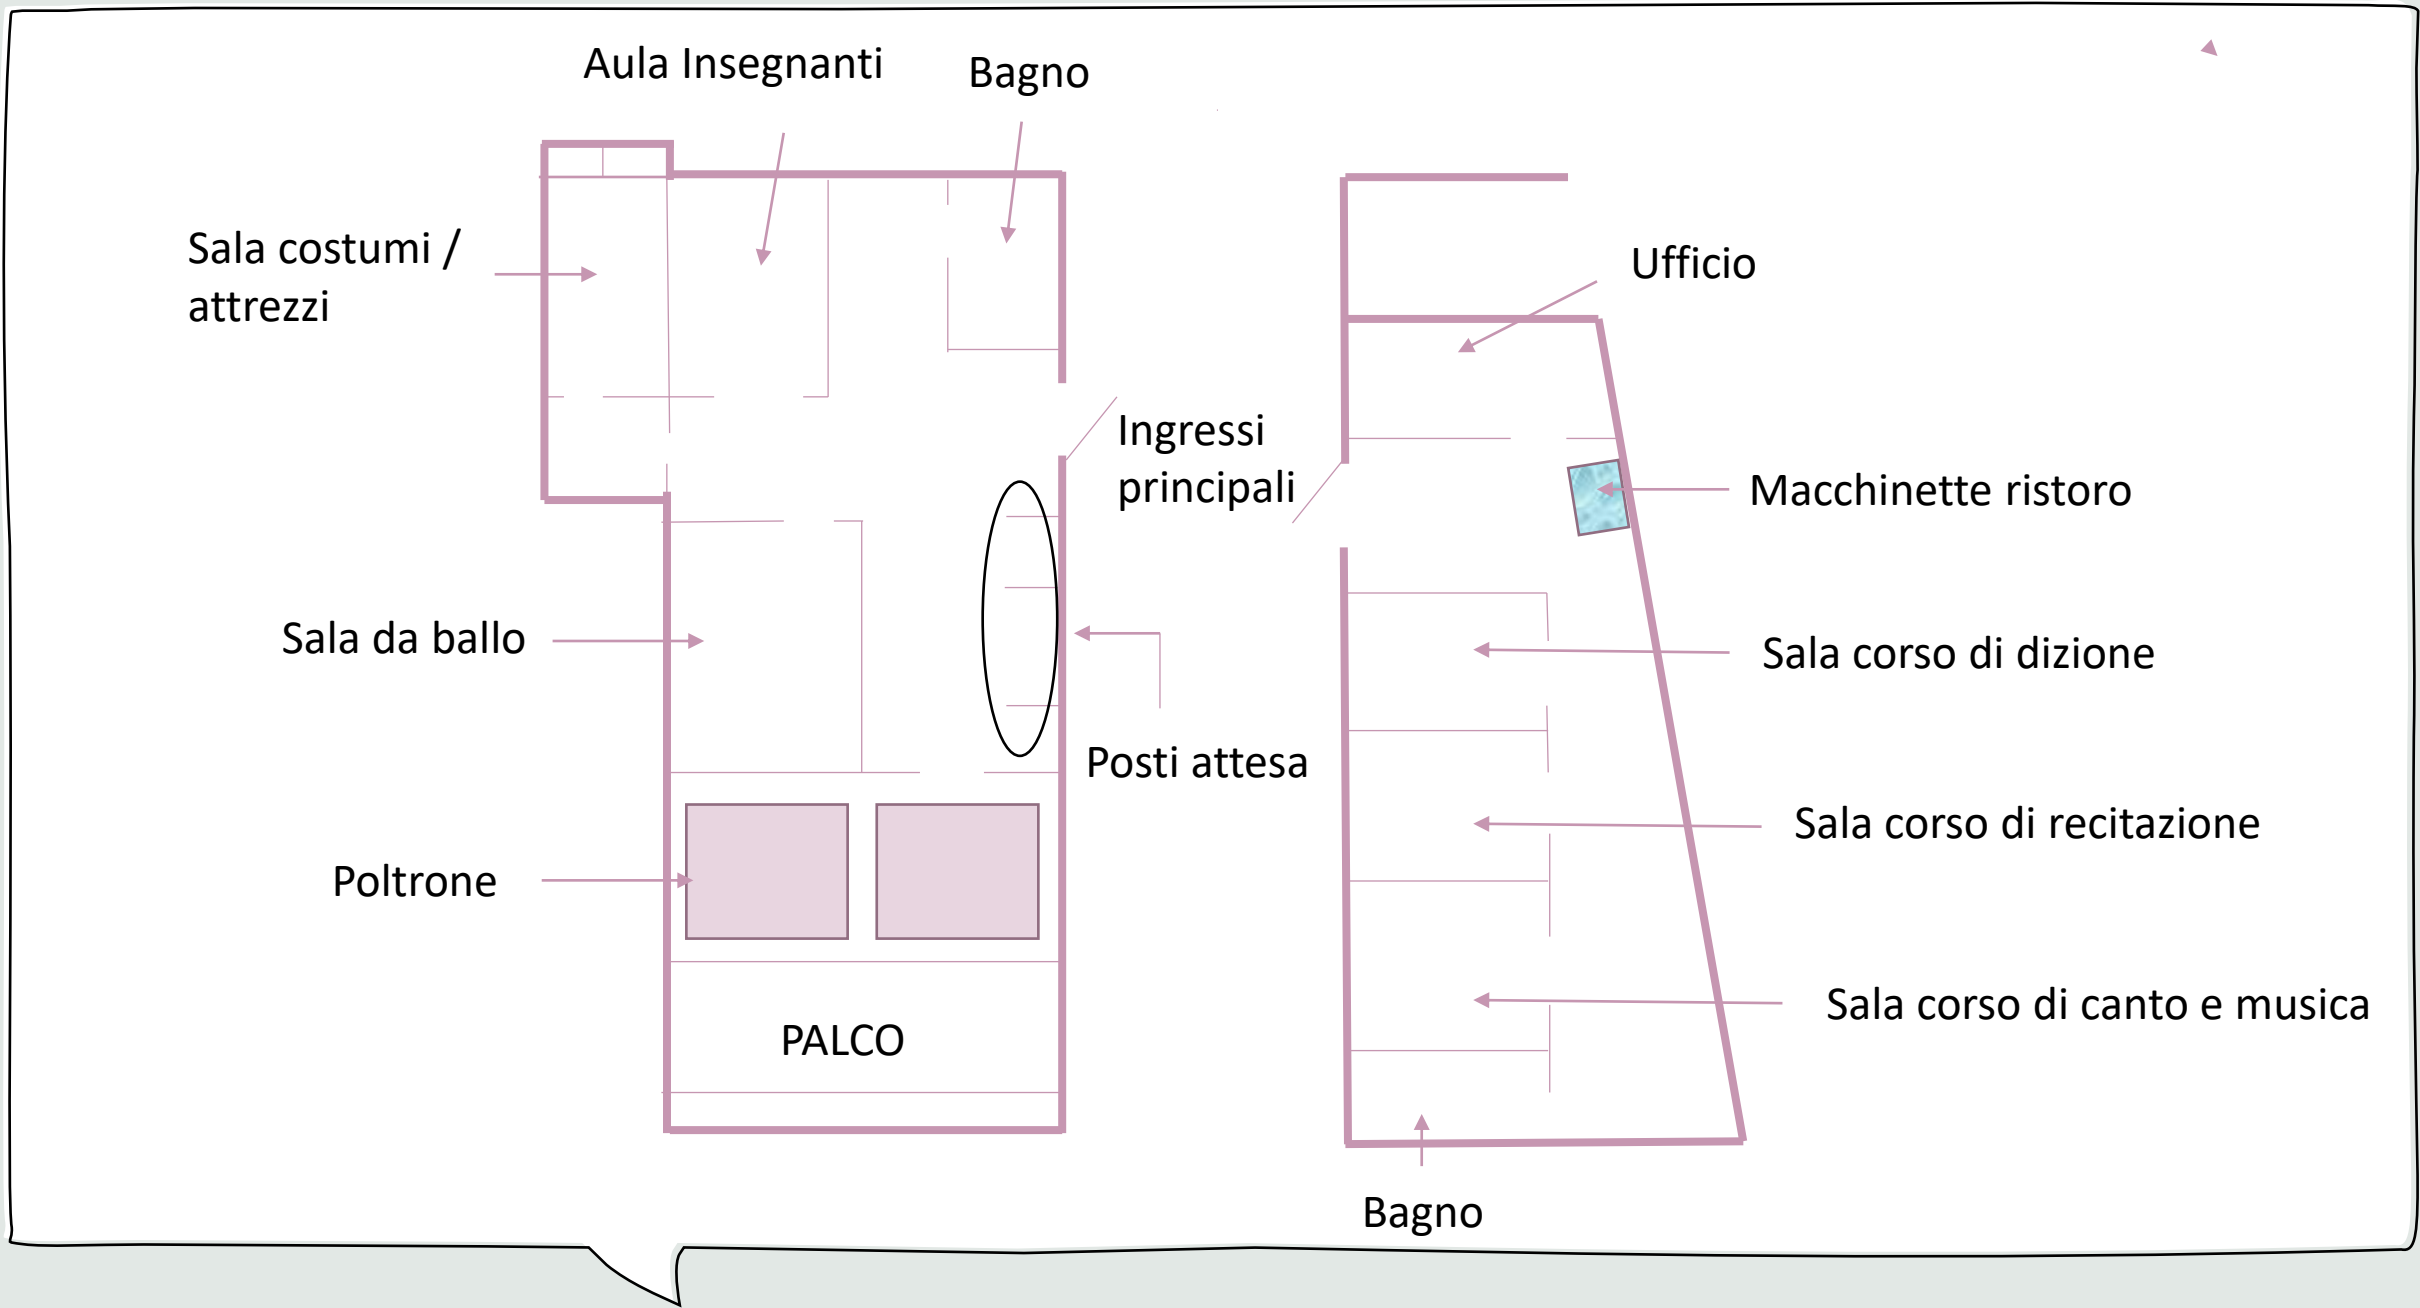 Aula Insegnanti
Bagno
Sala costumi /
attrezzi
Ufficio
Ingressi
principali
Macchinette ristoro
Sala da ballo
Sala corso di dizione
Posti attesa
Sala corso di recitazione
Poltrone
Sala corso di canto e musica
PALCO
Bagno